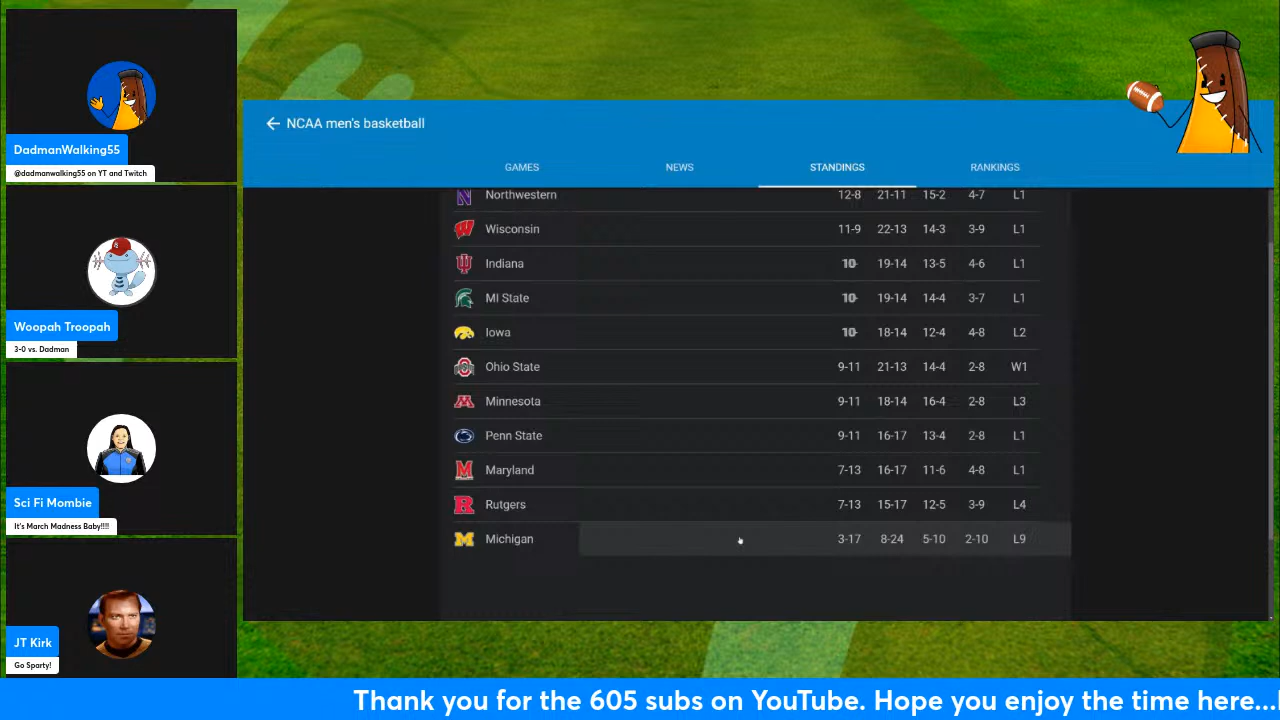 DadmanWalking55
@dadmanwalking55 on YT and Twitch
Woopah Troopah
3-0 vs. Dadman
Sci Fi Mombie
It's March Madness Baby!!!!
JT Kirk
Go Sparty!
NCAA men's basketball
GAMES NEWS STANDINGS RANKINGS
Northwestern 12-8 21-11 15-2 4-7 L1
Wisconsin 11-9 22-13 14-3 3-9 L1
Indiana 10- 19-14 13-5 4-6 L1
MI State 10- 19-14 14-4 3-7 L1
Iowa 10- 18-14 12-4 4-8 L2
Ohio State 9-11 21-13 14-4 2-8 W1
Minnesota 9-11 18-14 16-4 2-8 L3
Penn State 9-11 16-17 13-4 2-8 L1
Maryland 7-13 16-17 11-6 4-8 L1
Rutgers 7-13 15-17 12-5 3-9 L4
Michigan 3-17 8-24 5-10 2-10 L9
Thank you for the 605 subs on YouTube. Hope you enjoy the time here...